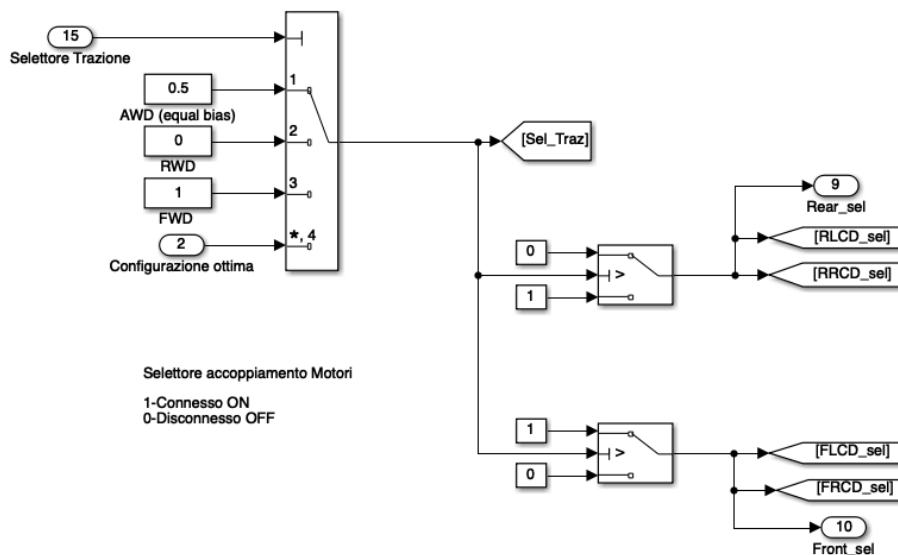 15
Selettore Trazione
1
0.5
AWD (equal bias)
2
0
RWD
3
1
FWD
*, 4
2
Configurazione ottima
[Sel_Traz]
9
Rear_sel
[RLCD_sel]
[RRCD_sel]
0
>
1
Selettore accoppiamento Motori
1-Connesso ON
0-Disconnesso OFF
1
>
0
[FLCD_sel]
[FRCD_sel]
10
Front_sel